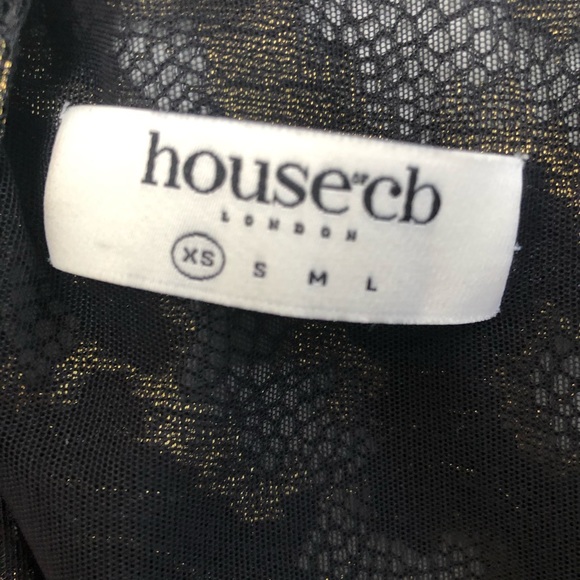 house OF cb
LONDON
XS S M L